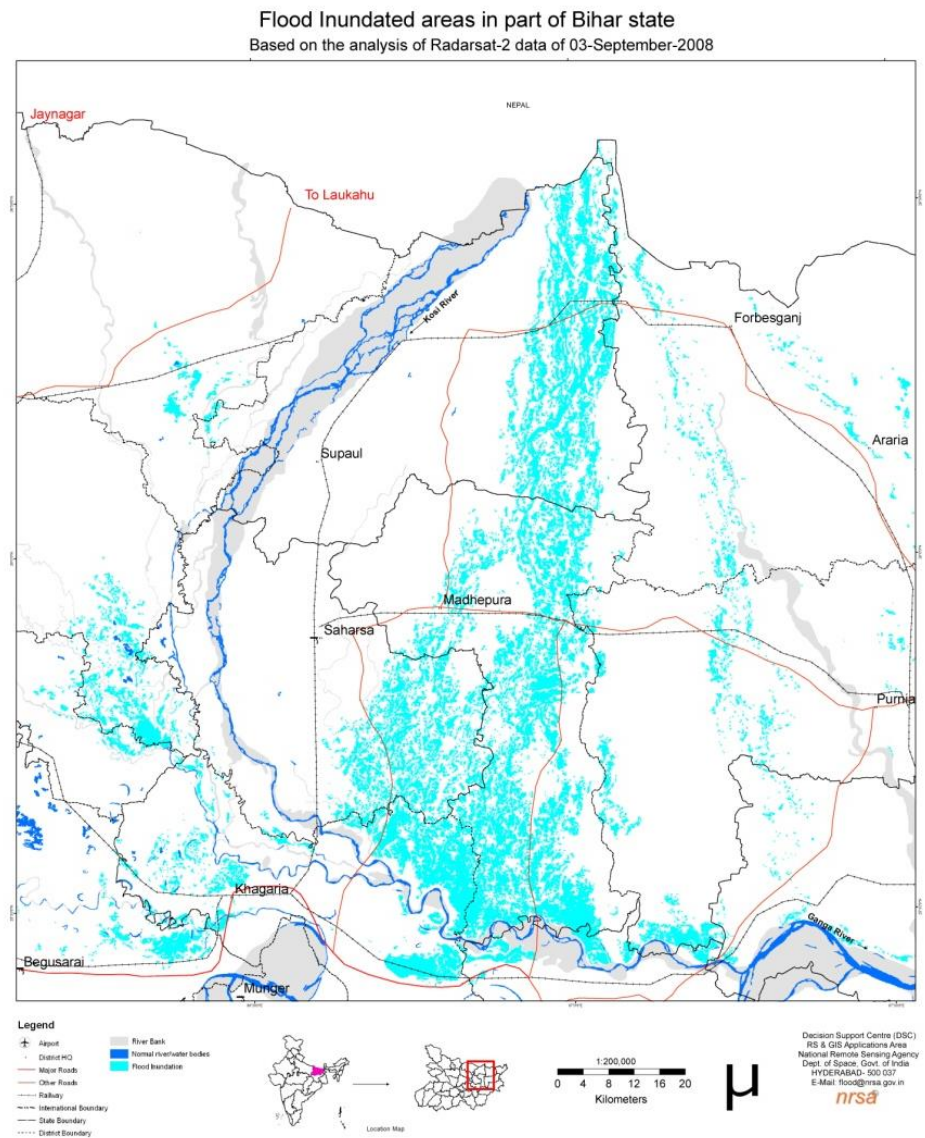 Flood Inundated areas in part of Bihar state
Based on the analysis of Radarsat-2 data of 03-September-2008
NEPAL
Jaynagar
To Laukahu
Kosi River
Forbesganj
Araria
Supaul
Madhepura
Saharsa
Purnia
Khagaria
Ganga River
Begusarai
Munger
Legend
Airport
District HQ
Major Roads
Other Roads
Railway
International Boundary
State Boundary
District Boundary
River Bank
Normal river/water bodies
Flood Inundation
Location Map
1:200,000
0 4 8 12 16 20
Kilometers
µ
Decision Support Centre (DSC)
RS & GIS Applications Area
National Remote Sensing Agency
Dept. of Space, Govt. of India
HYDERABAD- 500 037
E-Mail: flood@nrsa.gov.in
nrsa